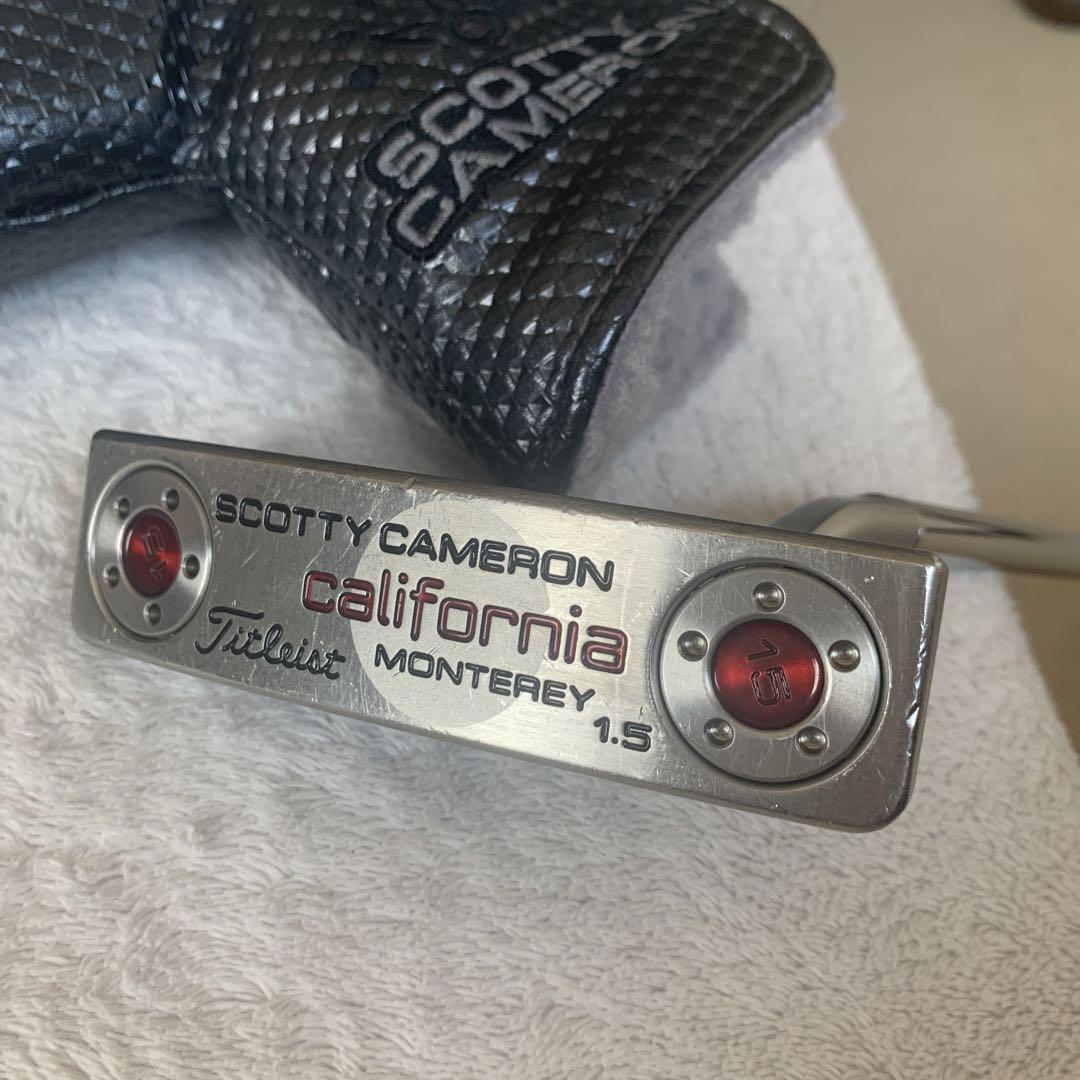 SCOTTY
CAMERON
SCOTTY CAMERON
california
Titleist MONTEREY
1.5
15
15